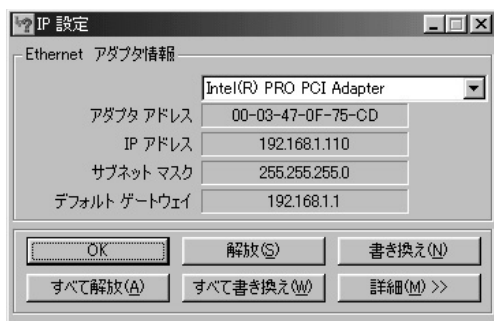 IP 設定
Ethernet アダプタ情報
Intel(R) PRO PCI Adapter
アダプタ アドレス 00-03-47-0F-75-CD
IP アドレス 192.168.1.110
サブネット マスク 255.255.255.0
デフォルト ゲートウェイ 192.168.1.1
OK 解放(S) 書き換え(N)
すべて解放(A) すべて書き換え(W) 詳細(M) >>